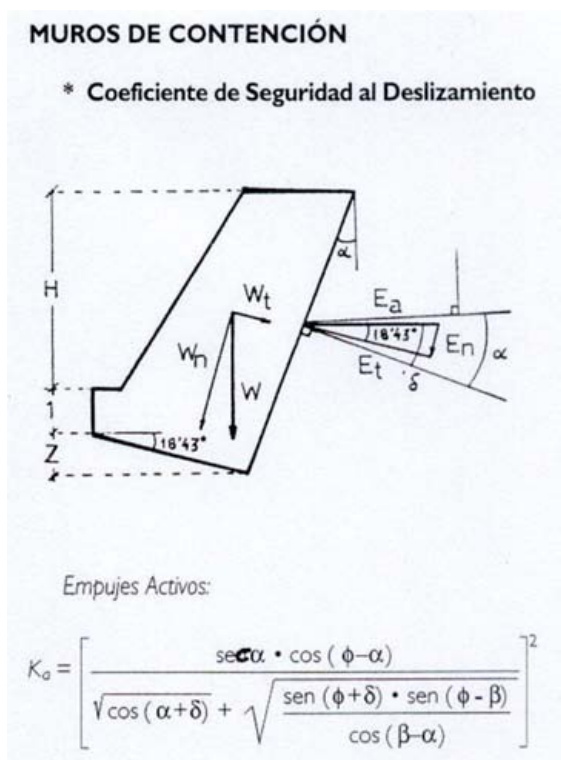 MUROS DE CONTENCIÓN
* Coeficiente de Seguridad al Deslizamiento
α
H
Wt
Ea
18'43°
En
α
Wn
Et
δ
W
1
Z
18'43°
Empujes Activos:
Ka = [ secα • cos ( ϕ–α) / √cos ( α+δ) + √ sen (ϕ+δ) • sen (ϕ - β) / cos ( β–α) ]²